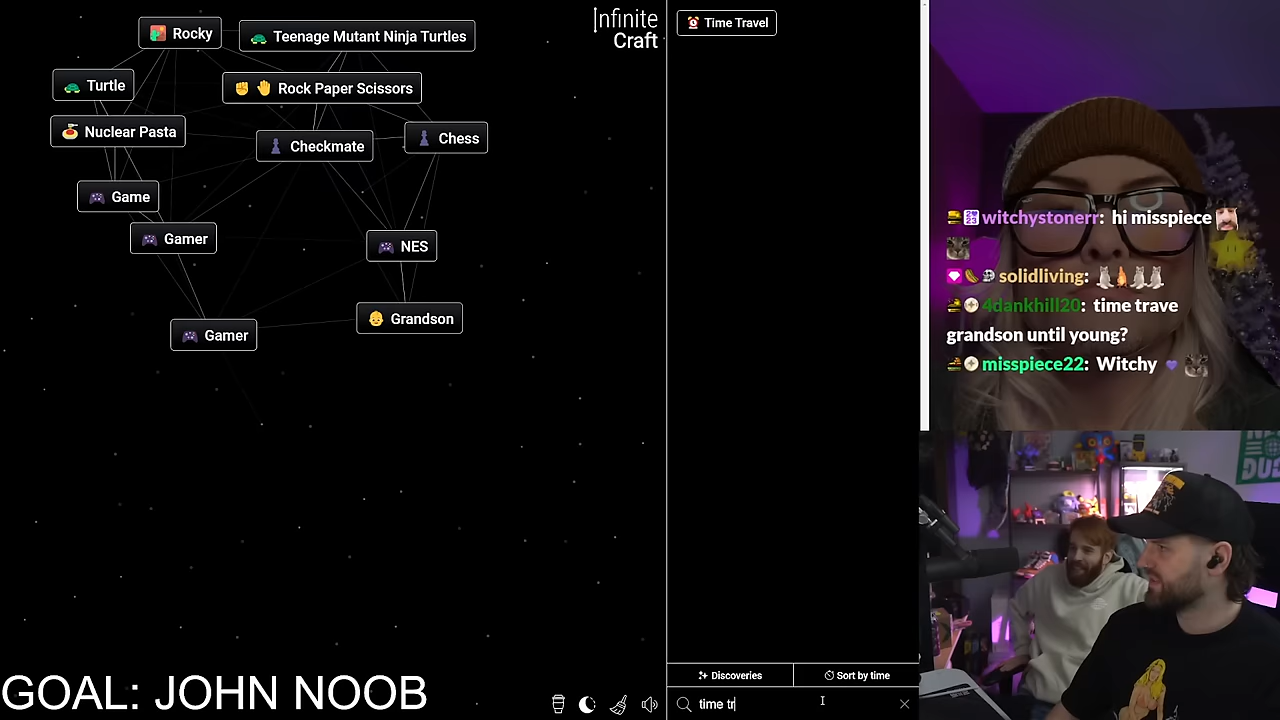 Rocky
Teenage Mutant Ninja Turtles
Turtle
Rock Paper Scissors
Nuclear Pasta
Checkmate
Chess
Game
Gamer
NES
Grandson
Gamer
Infinite
Craft
Time Travel
Discoveries
Sort by time
time tr
witchystonerr: hi misspiece
solidliving:
4dankhill20: time trave
grandson until young?
misspiece22: Witchy
GOAL: JOHN NOOB